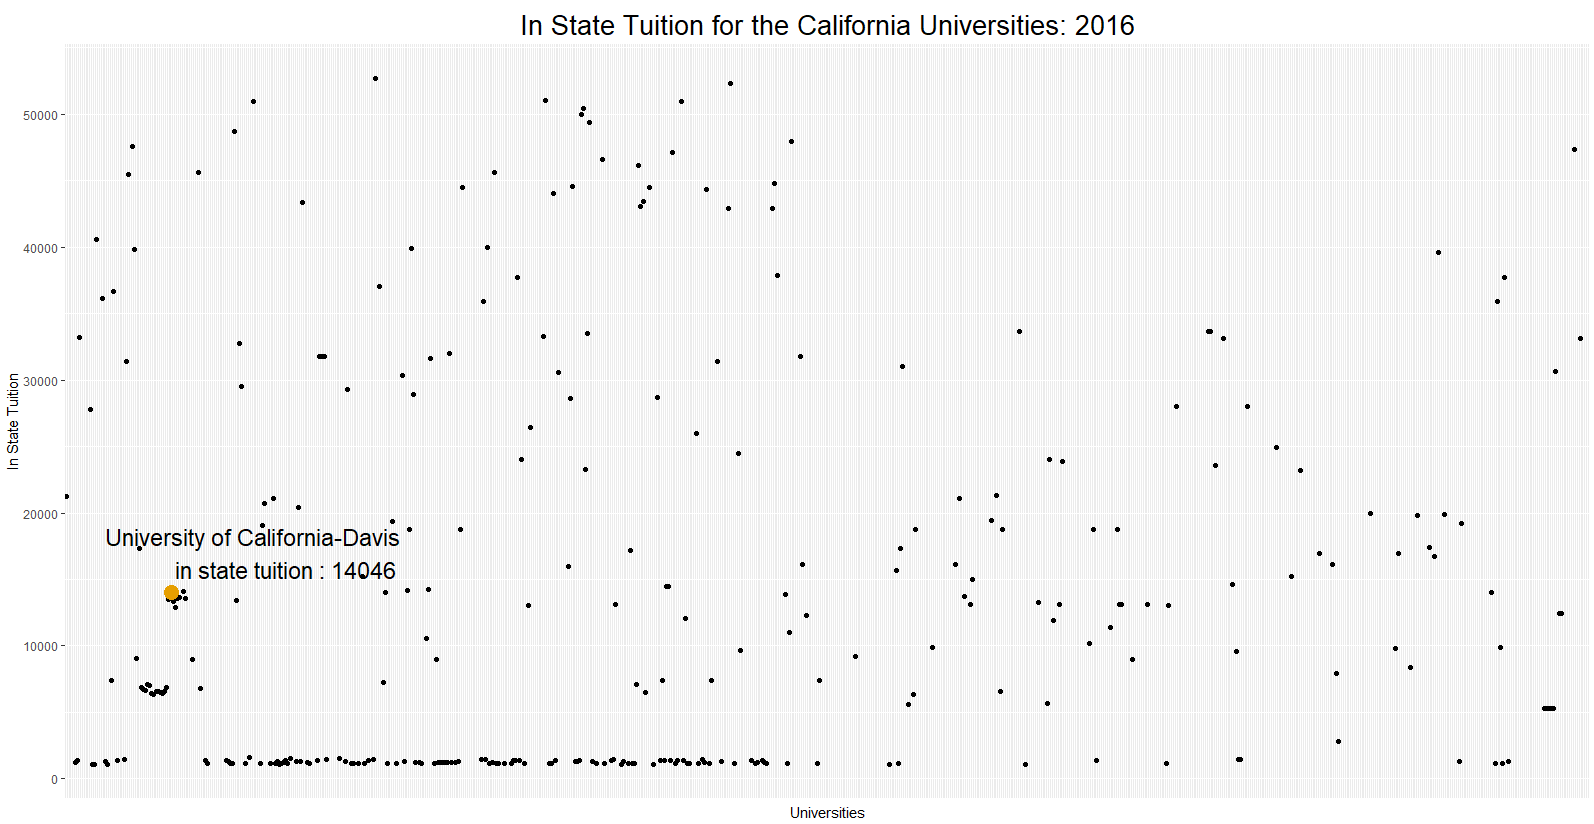 In State Tuition for the California Universities: 2016
50000
40000
30000
20000
10000
0
In State Tuition
University of California-Davis
in state tuition : 14046
Universities